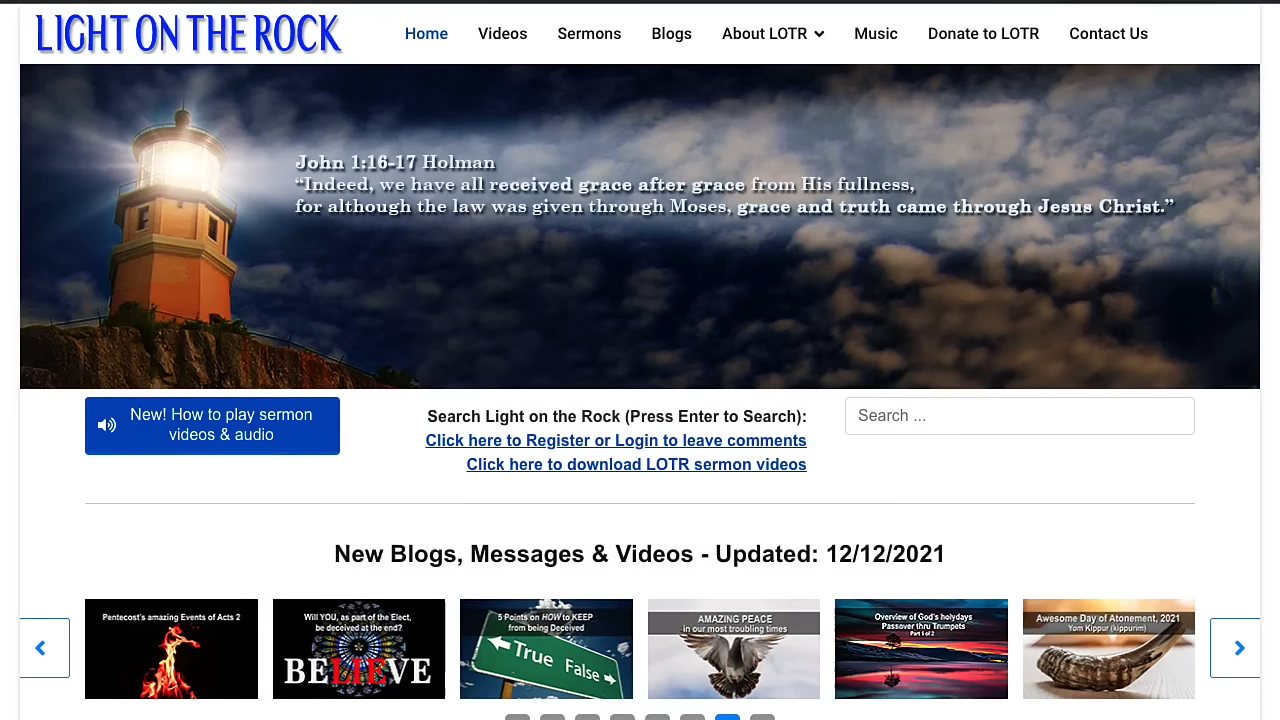 LIGHT ON THE ROCK
Home Videos Sermons Blogs About LOTR Music Donate to LOTR Contact Us
John 1:16-17 Holman
“Indeed, we have all received grace after grace from His fullness,
for although the law was given through Moses, grace and truth came through Jesus Christ.”
New! How to play sermon
videos & audio
Search Light on the Rock (Press Enter to Search):
Click here to Register or Login to leave comments
Click here to download LOTR sermon videos
Search ...
New Blogs, Messages & Videos - Updated: 12/12/2021
Pentecost's amazing Events of Acts 2
Will YOU, as part of the Elect,
be deceived at the end?
BELIEVE
5 Points on HOW to KEEP
from being Deceived
True
False
AMAZING PEACE
in our most troubling times
Overview of God's holydays
Passover thru Trumpets
Part 1 of 2
Awesome Day of Atonement, 2021
Yom Kippur (kippurim)